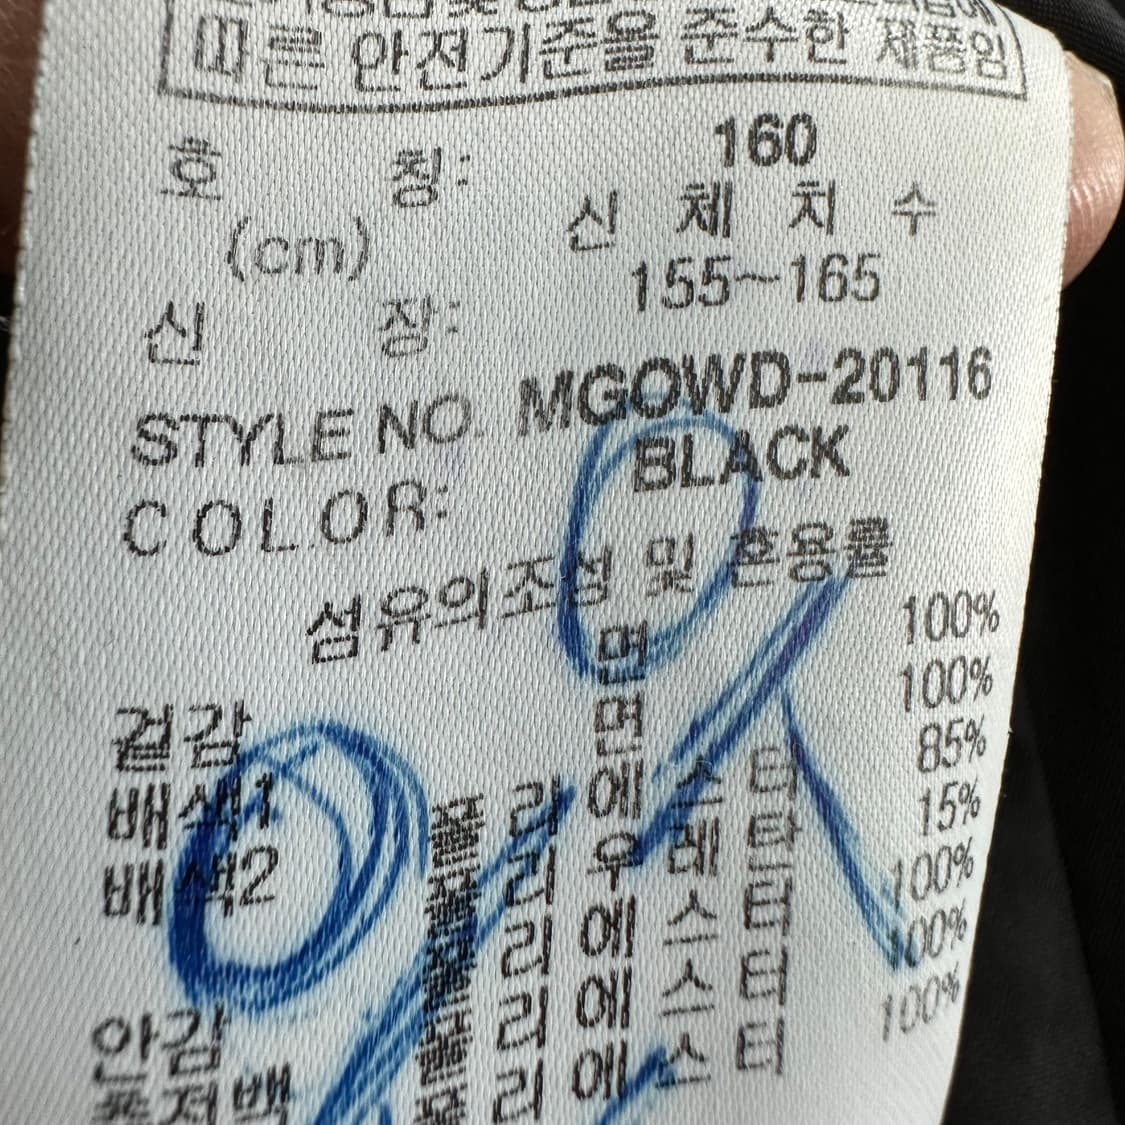 따른 안전기준을 준수한 제품임
호 칭: 160
(cm) 신 체 치 수
신 장: 155~165
STYLE NO. MGOWD-20116
COLOR: BLACK
섬유의조성 및 혼용률
겉감 면 100%
배색1 면 100%
배색2 폴 리 에 스 터 85%
폴 리 우 레 탄 15%
안감 폴 리 에 스 터 100%
폴 리 에 스 터 100%
폴 리 에 스 터 100%